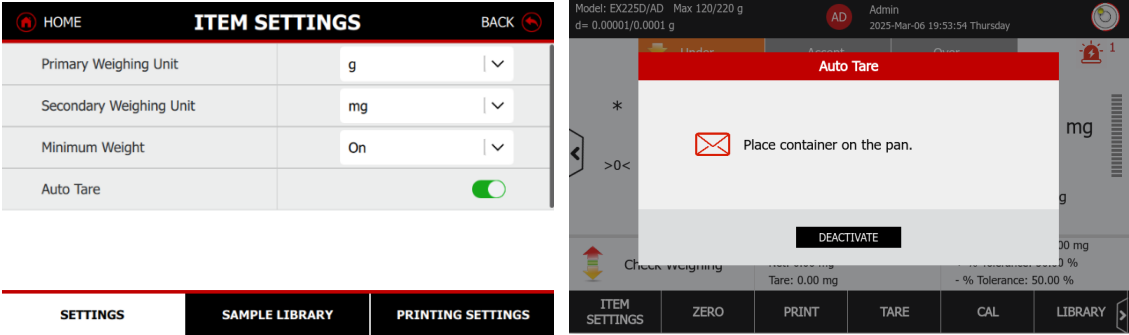 HOME
ITEM SETTINGS
BACK
Primary Weighing Unit
g
Secondary Weighing Unit
mg
Minimum Weight
On
Auto Tare
SETTINGS
SAMPLE LIBRARY
PRINTING SETTINGS
Model: EX225D/AD Max 120/220 g
d= 0.00001/0.0001 g
AD
Admin
2025-Mar-06 19:53:54 Thursday
Under
Accept
Over
1
Auto Tare
*
>0<
mg
Place container on the pan.
g
DEACTIVATE
Check Weighing
Net: 0.00 mg
Tare: 0.00 mg
00 mg
- % Tolerance: 50.00 %
ITEM
SETTINGS
ZERO
PRINT
TARE
CAL
LIBRARY